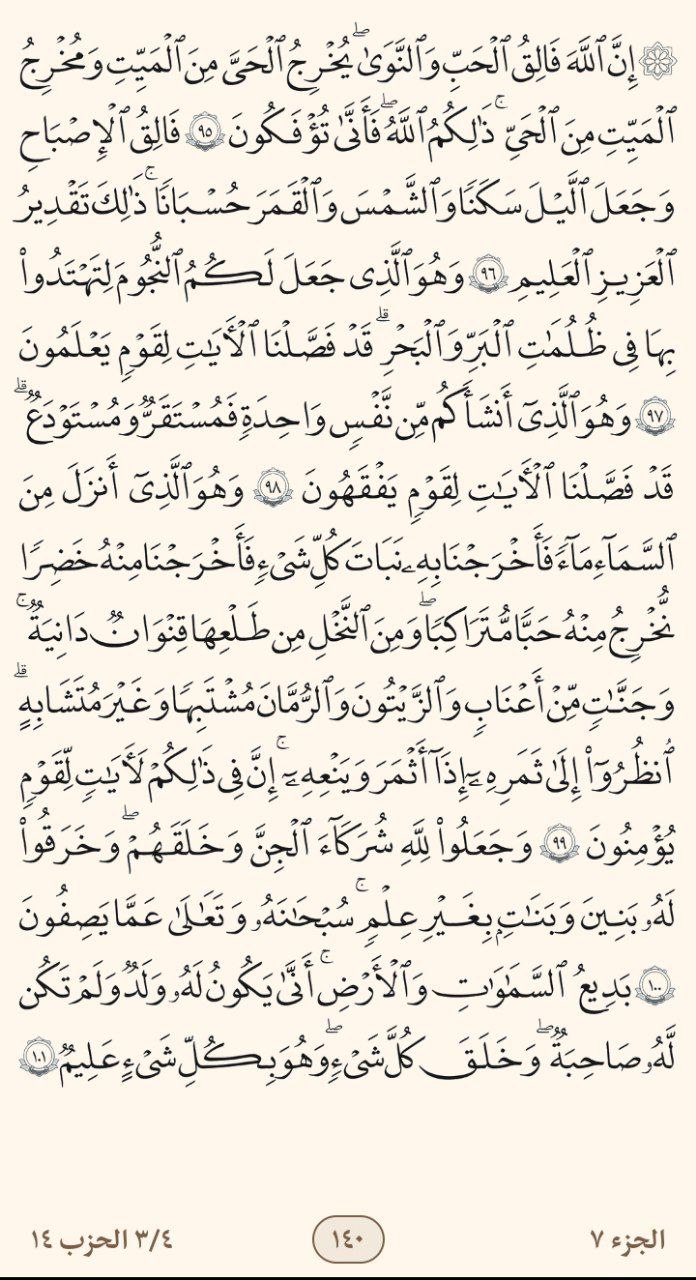 ۞ إِنَّ ٱللَّهَ فَالِقُ ٱلْحَبِّ وَٱلنَّوَىٰ ۖ يُخْرِجُ ٱلْحَىَّ مِنَ ٱلْمَيِّتِ وَمُخْرِجُ
ٱلْمَيِّتِ مِنَ ٱلْحَىِّ ۚ ذَٰلِكُمُ ٱللَّهُ ۖ فَأَنَّىٰ تُؤْفَكُونَ ٩٥ فَالِقُ ٱلْإِصْبَاحِ
وَجَعَلَ ٱلَّيْلَ سَكَنًا وَٱلشَّمْسَ وَٱلْقَمَرَ حُسْبَانًا ۚ ذَٰلِكَ تَقْدِيرُ
ٱلْعَزِيزِ ٱلْعَلِيمِ ٩٦ وَهُوَ ٱلَّذِى جَعَلَ لَكُمُ ٱلنُّجُومَ لِتَهْتَدُوا۟
بِهَا فِى ظُلُمَٰتِ ٱلْبَرِّ وَٱلْبَحْرِ ۗ قَدْ فَصَّلْنَا ٱلْـَٔايَٰتِ لِقَوْمٍ يَعْلَمُونَ
٩٧ وَهُوَ ٱلَّذِىٓ أَنشَأَكُم مِّن نَّفْسٍ وَٰحِدَةٍ فَمُسْتَقَرٌّ وَمُسْتَوْدَعٌ ۗ
قَدْ فَصَّلْنَا ٱلْـَٔايَٰتِ لِقَوْمٍ يَفْقَهُونَ ٩٨ وَهُوَ ٱلَّذِىٓ أَنزَلَ مِنَ
ٱلسَّمَآءِ مَآءً فَأَخْرَجْنَا بِهِۦ نَبَاتَ كُلِّ شَىْءٍ فَأَخْرَجْنَا مِنْهُ خَضِرًا
نُّخْرِجُ مِنْهُ حَبًّا مُّتَرَاكِبًا ۖ وَمِنَ ٱلنَّخْلِ مِن طَلْعِهَا قِنْوَانٌ دَانِيَةٌ ۚ
وَجَنَّٰتٍ مِّنْ أَعْنَابٍ وَٱلزَّيْتُونَ وَٱلرُّمَّانَ مُشْتَبِهًا وَغَيْرَ مُتَشَٰبِهٍ ۗ
ٱنظُرُوٓا۟ إِلَىٰ ثَمَرِهِۦٓ إِذَآ أَثْمَرَ وَيَنْعِهِۦٓ ۚ إِنَّ فِى ذَٰلِكُمْ لَـَٔايَٰتٍ لِّقَوْمٍ
يُؤْمِنُونَ ٩٩ وَجَعَلُوا۟ لِلَّهِ شُرَكَآءَ ٱلْجِنَّ وَخَلَقَهُمْ ۖ وَخَرَقُوا۟
لَهُۥ بَنِينَ وَبَنَٰتٍۭ بِغَيْرِ عِلْمٍ ۚ سُبْحَٰنَهُۥ وَتَعَٰلَىٰ عَمَّا يَصِفُونَ
١٠٠ بَدِيعُ ٱلسَّمَٰوَٰتِ وَٱلْأَرْضِ ۖ أَنَّىٰ يَكُونُ لَهُۥ وَلَدٌ وَلَمْ تَكُن
لَّهُۥ صَٰحِبَةٌ ۖ وَخَلَقَ كُلَّ شَىْءٍ ۖ وَهُوَ بِكُلِّ شَىْءٍ عَلِيمٌ ١٠١
الجزء ٧
١٤٠
٣/٤ الحزب ١٤